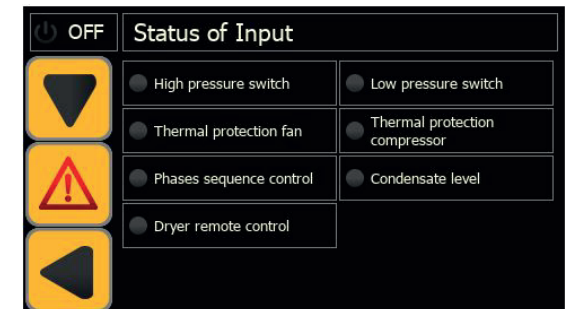 OFF
Status of Input
High pressure switch
Low pressure switch
Thermal protection fan
Thermal protection
compressor
Phases sequence control
Condensate level
Dryer remote control